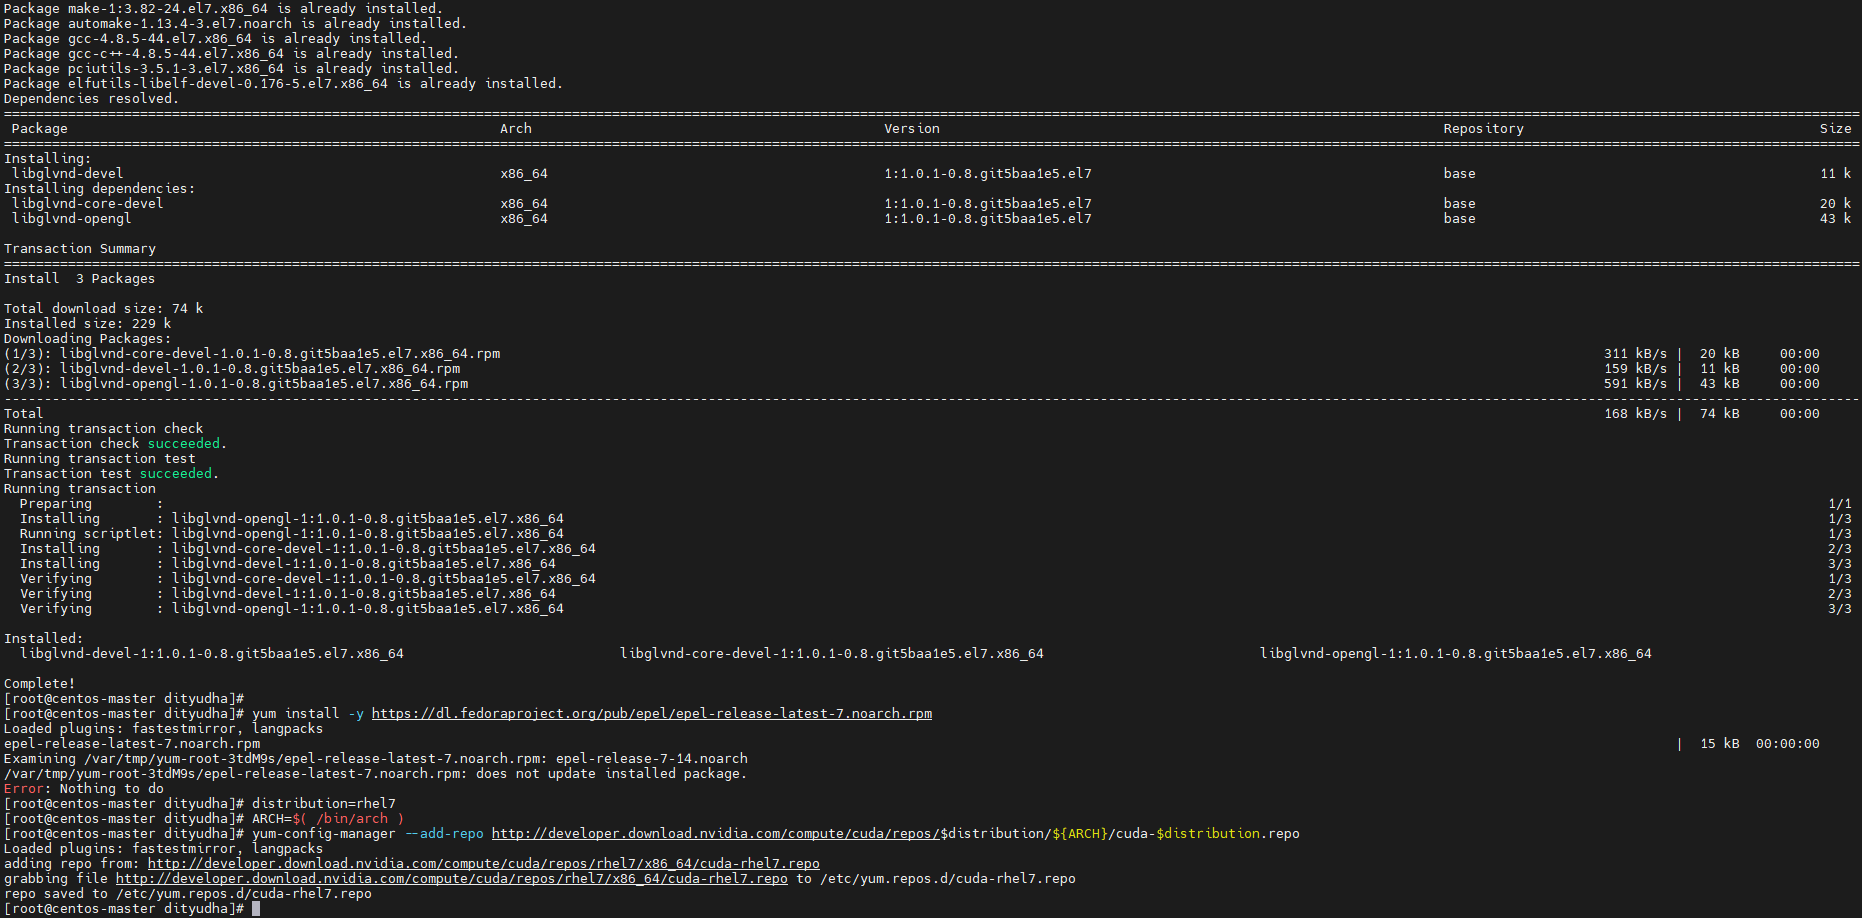 Package make-1:3.82-24.el7.x86_64 is already installed.
Package automake-1.13.4-3.el7.noarch is already installed.
Package gcc-4.8.5-44.el7.x86_64 is already installed.
Package gcc-c++-4.8.5-44.el7.x86_64 is already installed.
Package pciutils-3.5.1-3.el7.x86_64 is already installed.
Package elfutils-libelf-devel-0.176-5.el7.x86_64 is already installed.
Dependencies resolved.
Package Arch Version Repository Size
Installing:
libglvnd-devel x86_64 1:1.0.1-0.8.git5baa1e5.el7 base 11 k
Installing dependencies:
libglvnd-core-devel x86_64 1:1.0.1-0.8.git5baa1e5.el7 base 20 k
libglvnd-opengl x86_64 1:1.0.1-0.8.git5baa1e5.el7 base 43 k
Transaction Summary
Install  3 Packages
Total download size: 74 k
Installed size: 229 k
Downloading Packages:
(1/3): libglvnd-core-devel-1.0.1-0.8.git5baa1e5.el7.x86_64.rpm 311 kB/s | 20 kB 00:00
(2/3): libglvnd-devel-1.0.1-0.8.git5baa1e5.el7.x86_64.rpm 159 kB/s | 11 kB 00:00
(3/3): libglvnd-opengl-1.0.1-0.8.git5baa1e5.el7.x86_64.rpm 591 kB/s | 43 kB 00:00
Total 168 kB/s | 74 kB 00:00
Running transaction check
Transaction check succeeded.
Running transaction test
Transaction test succeeded.
Running transaction
Preparing : 1/1
Installing : libglvnd-opengl-1:1.0.1-0.8.git5baa1e5.el7.x86_64 1/3
Running scriptlet: libglvnd-opengl-1:1.0.1-0.8.git5baa1e5.el7.x86_64 1/3
Installing : libglvnd-core-devel-1:1.0.1-0.8.git5baa1e5.el7.x86_64 2/3
Installing : libglvnd-devel-1:1.0.1-0.8.git5baa1e5.el7.x86_64 3/3
Verifying : libglvnd-core-devel-1:1.0.1-0.8.git5baa1e5.el7.x86_64 1/3
Verifying : libglvnd-devel-1:1.0.1-0.8.git5baa1e5.el7.x86_64 2/3
Verifying : libglvnd-opengl-1:1.0.1-0.8.git5baa1e5.el7.x86_64 3/3
Installed:
libglvnd-devel-1:1.0.1-0.8.git5baa1e5.el7.x86_64 libglvnd-core-devel-1:1.0.1-0.8.git5baa1e5.el7.x86_64 libglvnd-opengl-1:1.0.1-0.8.git5baa1e5.el7.x86_64
Complete!
[root@centos-master dityudha]#
[root@centos-master dityudha]# yum install -y https://dl.fedoraproject.org/pub/epel/epel-release-latest-7.noarch.rpm
Loaded plugins: fastestmirror, langpacks
epel-release-latest-7.noarch.rpm | 15 kB 00:00:00
Examining /var/tmp/yum-root-3tdM9s/epel-release-latest-7.noarch.rpm: epel-release-7-14.noarch
/var/tmp/yum-root-3tdM9s/epel-release-latest-7.noarch.rpm: does not update installed package.
Error: Nothing to do
[root@centos-master dityudha]# distribution=rhel7
[root@centos-master dityudha]# ARCH=$( /bin/arch )
[root@centos-master dityudha]# yum-config-manager --add-repo http://developer.download.nvidia.com/compute/cuda/repos/$distribution/${ARCH}/cuda-$distribution.repo
Loaded plugins: fastestmirror, langpacks
adding repo from: http://developer.download.nvidia.com/compute/cuda/repos/rhel7/x86_64/cuda-rhel7.repo
grabbing file http://developer.download.nvidia.com/compute/cuda/repos/rhel7/x86_64/cuda-rhel7.repo to /etc/yum.repos.d/cuda-rhel7.repo
repo saved to /etc/yum.repos.d/cuda-rhel7.repo
[root@centos-master dityudha]#